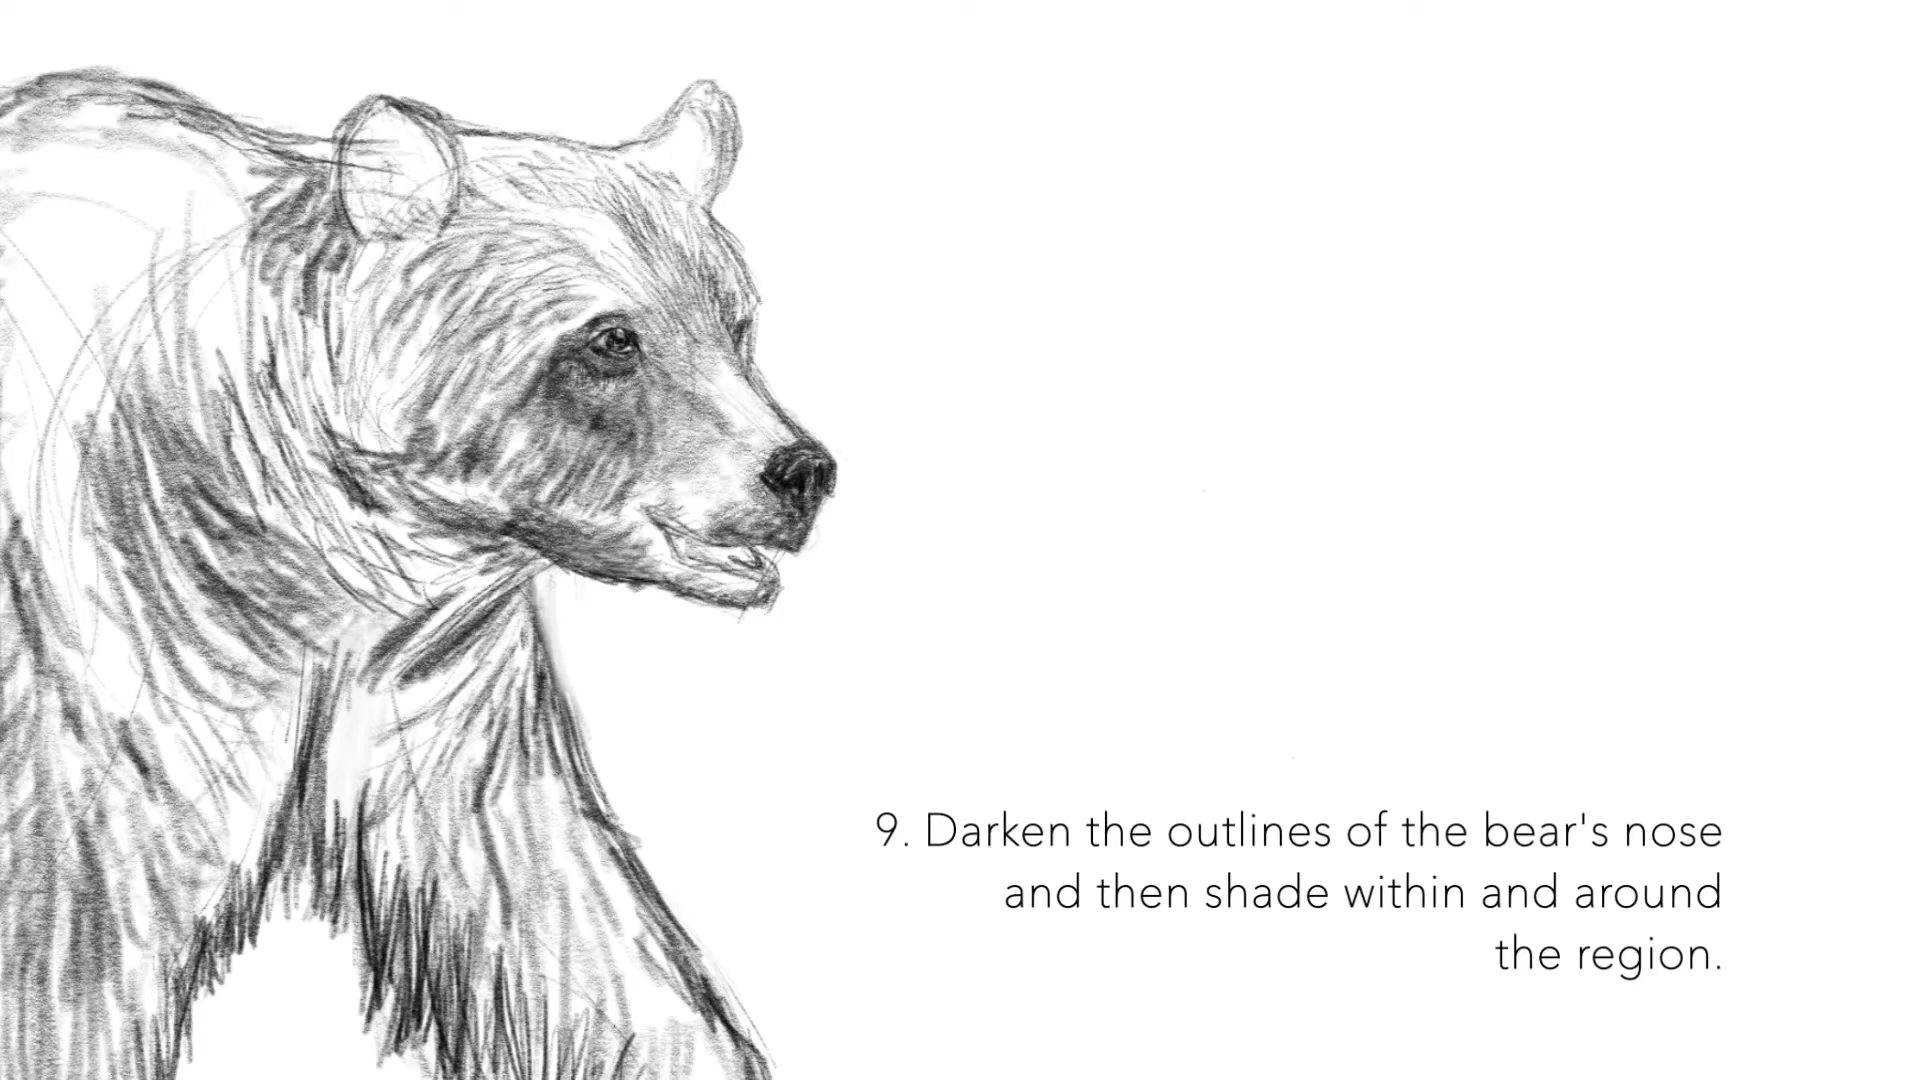 9. Darken the outlines of the bear's nose
and then shade within and around
the region.